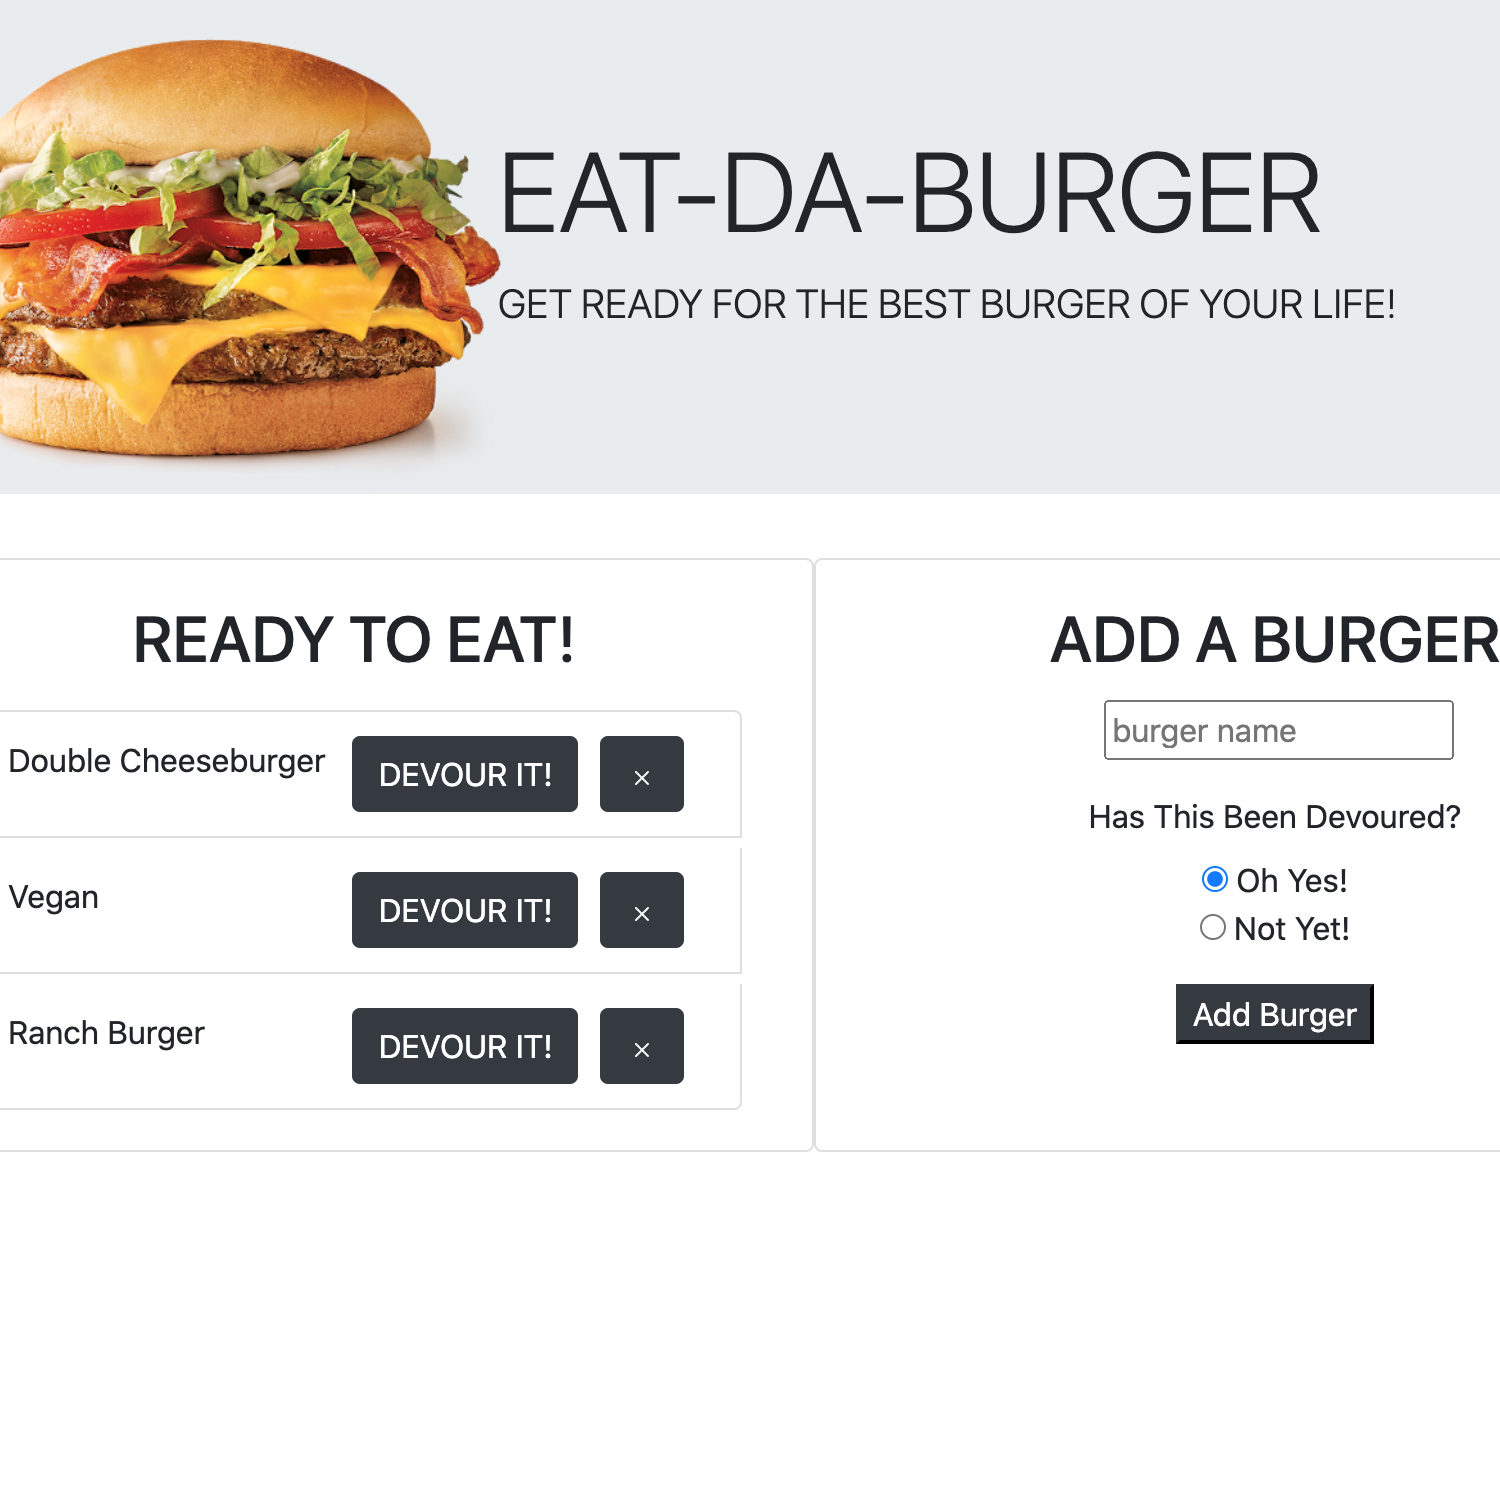 EAT-DA-BURGER
GET READY FOR THE BEST BURGER OF YOUR LIFE!
READY TO EAT!
Double Cheeseburger DEVOUR IT! ×
Vegan DEVOUR IT! ×
Ranch Burger DEVOUR IT! ×
ADD A BURGER
burger name
Has This Been Devoured?
Oh Yes!
Not Yet!
Add Burger